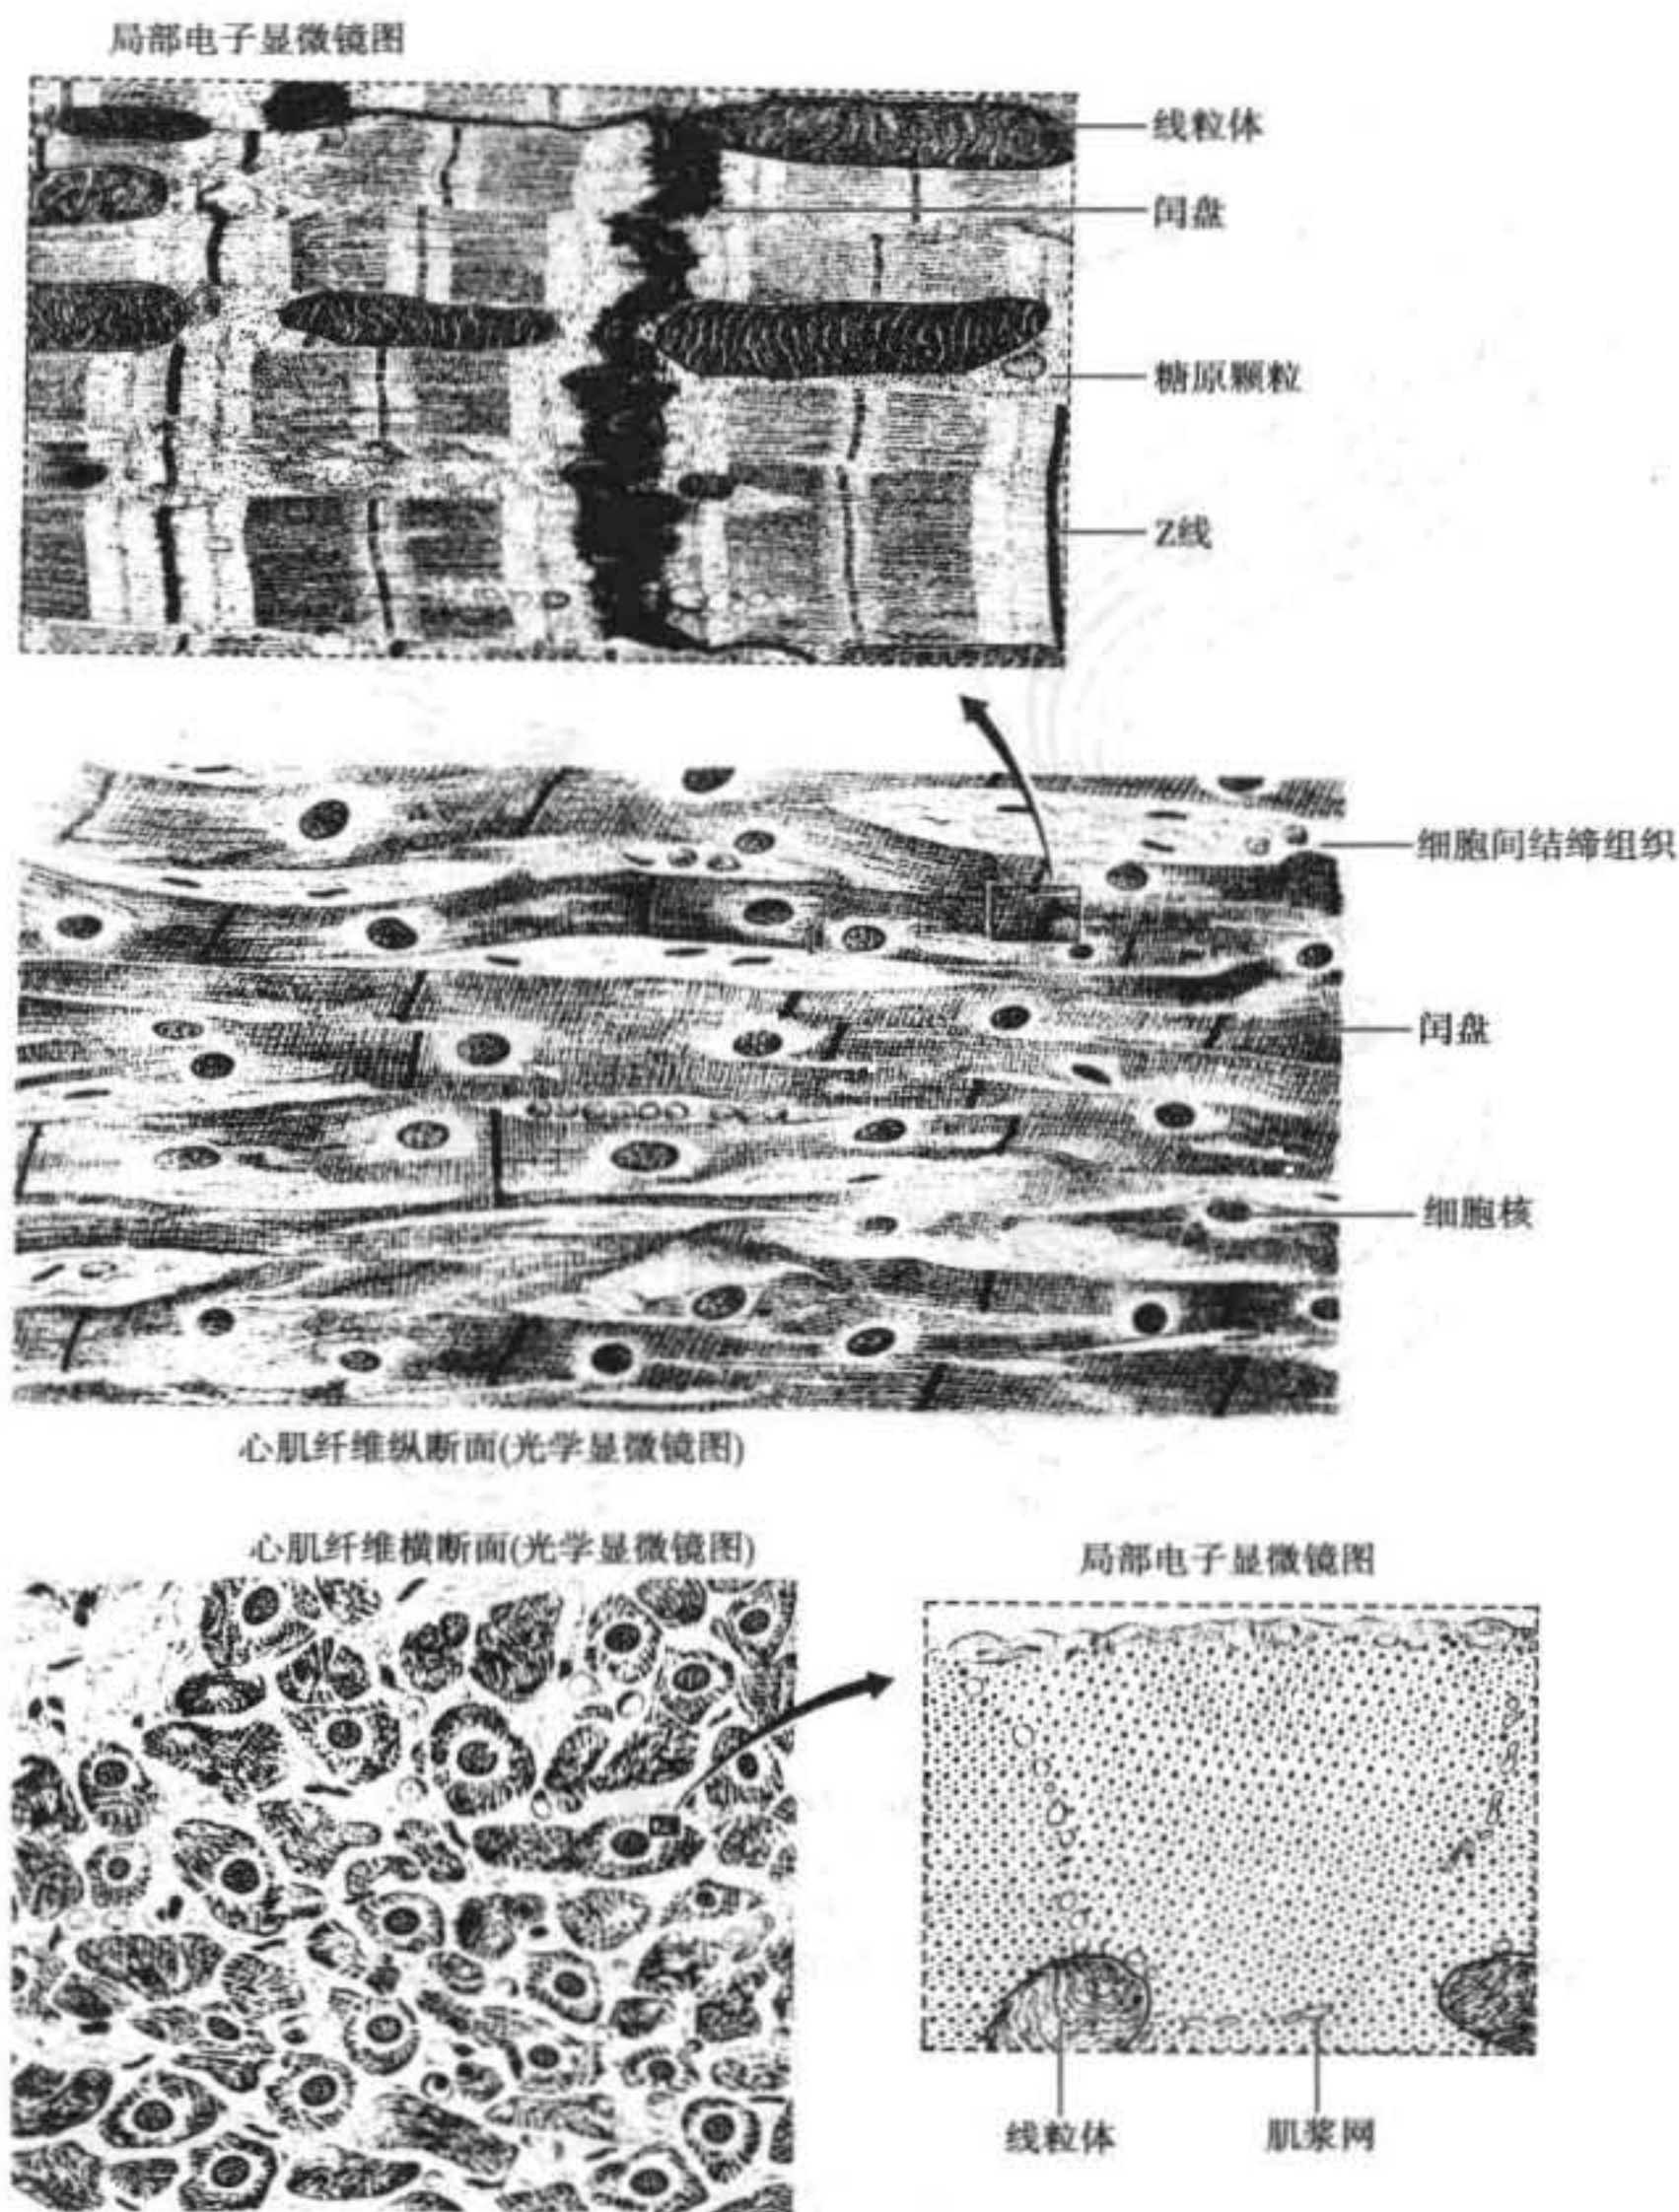 局部电子显微镜图
线粒体
闰盘
糖原颗粒
Z线
细胞间结缔组织
闰盘
细胞核
心肌纤维纵断面(光学显微镜图)
心肌纤维横断面(光学显微镜图)
局部电子显微镜图
线粒体
肌浆网